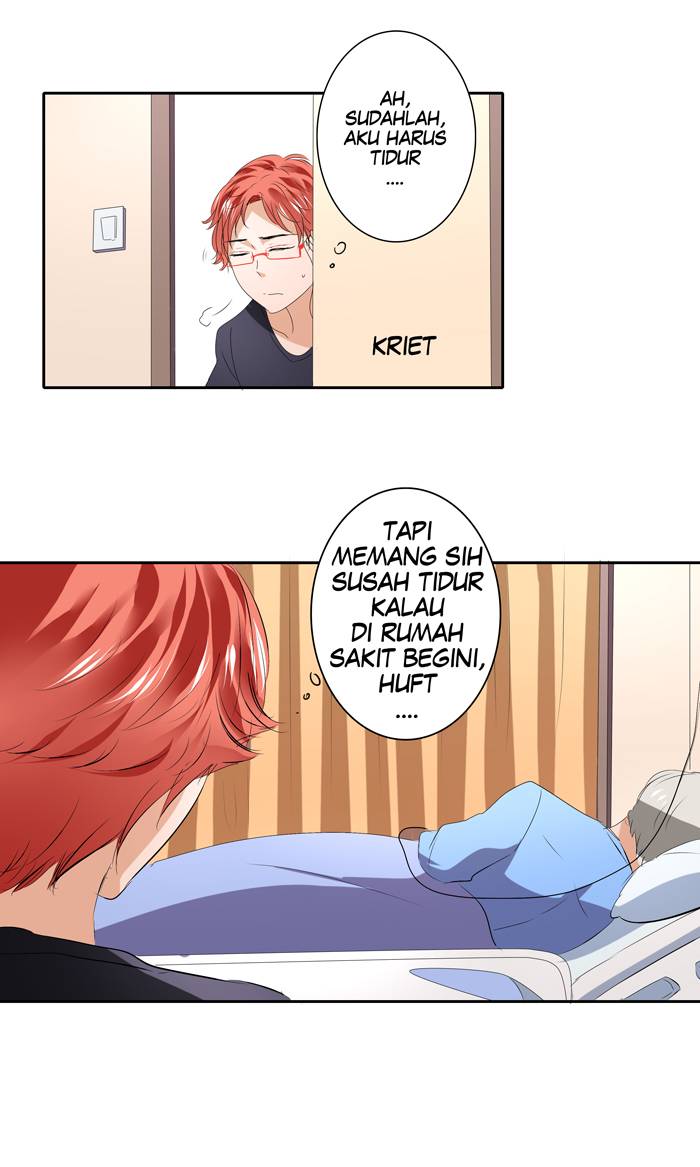 AH,
SUDAHLAH,
AKU HARUS
TIDUR
....
KRIET
TAPI
MEMANG SIH
SUSAH TIDUR
KALAU
DI RUMAH
SAKIT BEGINI,
HUFT
....